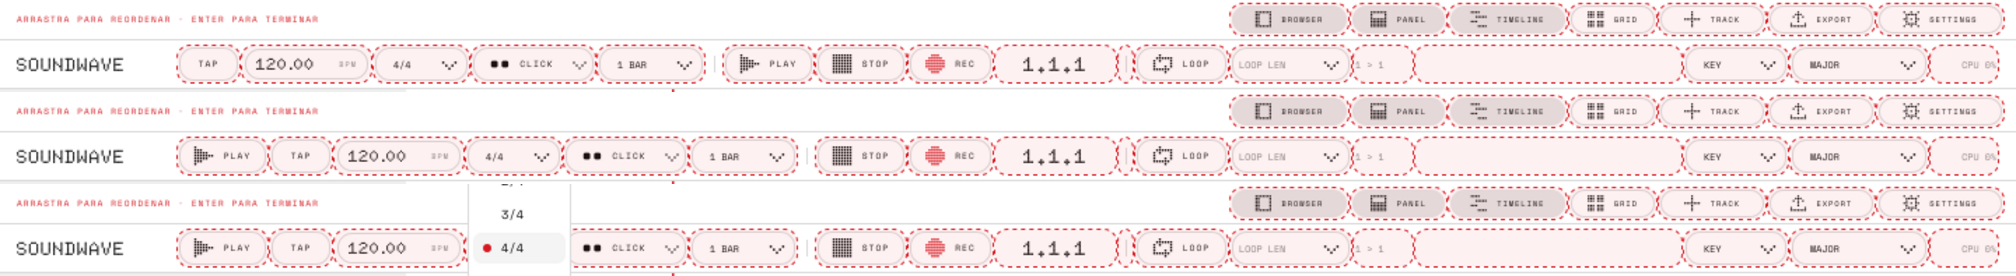 ARRASTRA PARA REORDENAR · ENTER PARA TERMINAR BROWSER PANEL TIMELINE GRID TRACK EXPORT SETTINGS
SOUNDWAVE TAP 120.00 BPM 4/4 CLICK 1 BAR PLAY STOP REC 1.1.1 LOOP LOOP LEN 1 > 1 KEY MAJOR CPU 0%
ARRASTRA PARA REORDENAR · ENTER PARA TERMINAR BROWSER PANEL TIMELINE GRID TRACK EXPORT SETTINGS
SOUNDWAVE PLAY TAP 120.00 BPM 4/4 CLICK 1 BAR STOP REC 1.1.1 LOOP LOOP LEN 1 > 1 KEY MAJOR CPU 0%
ARRASTRA PARA REORDENAR · ENTER PARA TERMINAR 3/4 BROWSER PANEL TIMELINE GRID TRACK EXPORT SETTINGS
SOUNDWAVE PLAY TAP 120.00 BPM 4/4 CLICK 1 BAR STOP REC 1.1.1 LOOP LOOP LEN 1 > 1 KEY MAJOR CPU 0%